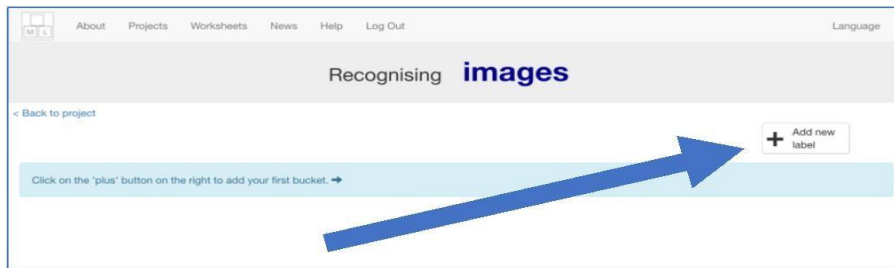 M L About Projects Worksheets News Help Log Out Language
Recognising images
< Back to project
+ Add new
label
Click on the 'plus' button on the right to add your first bucket. ➔